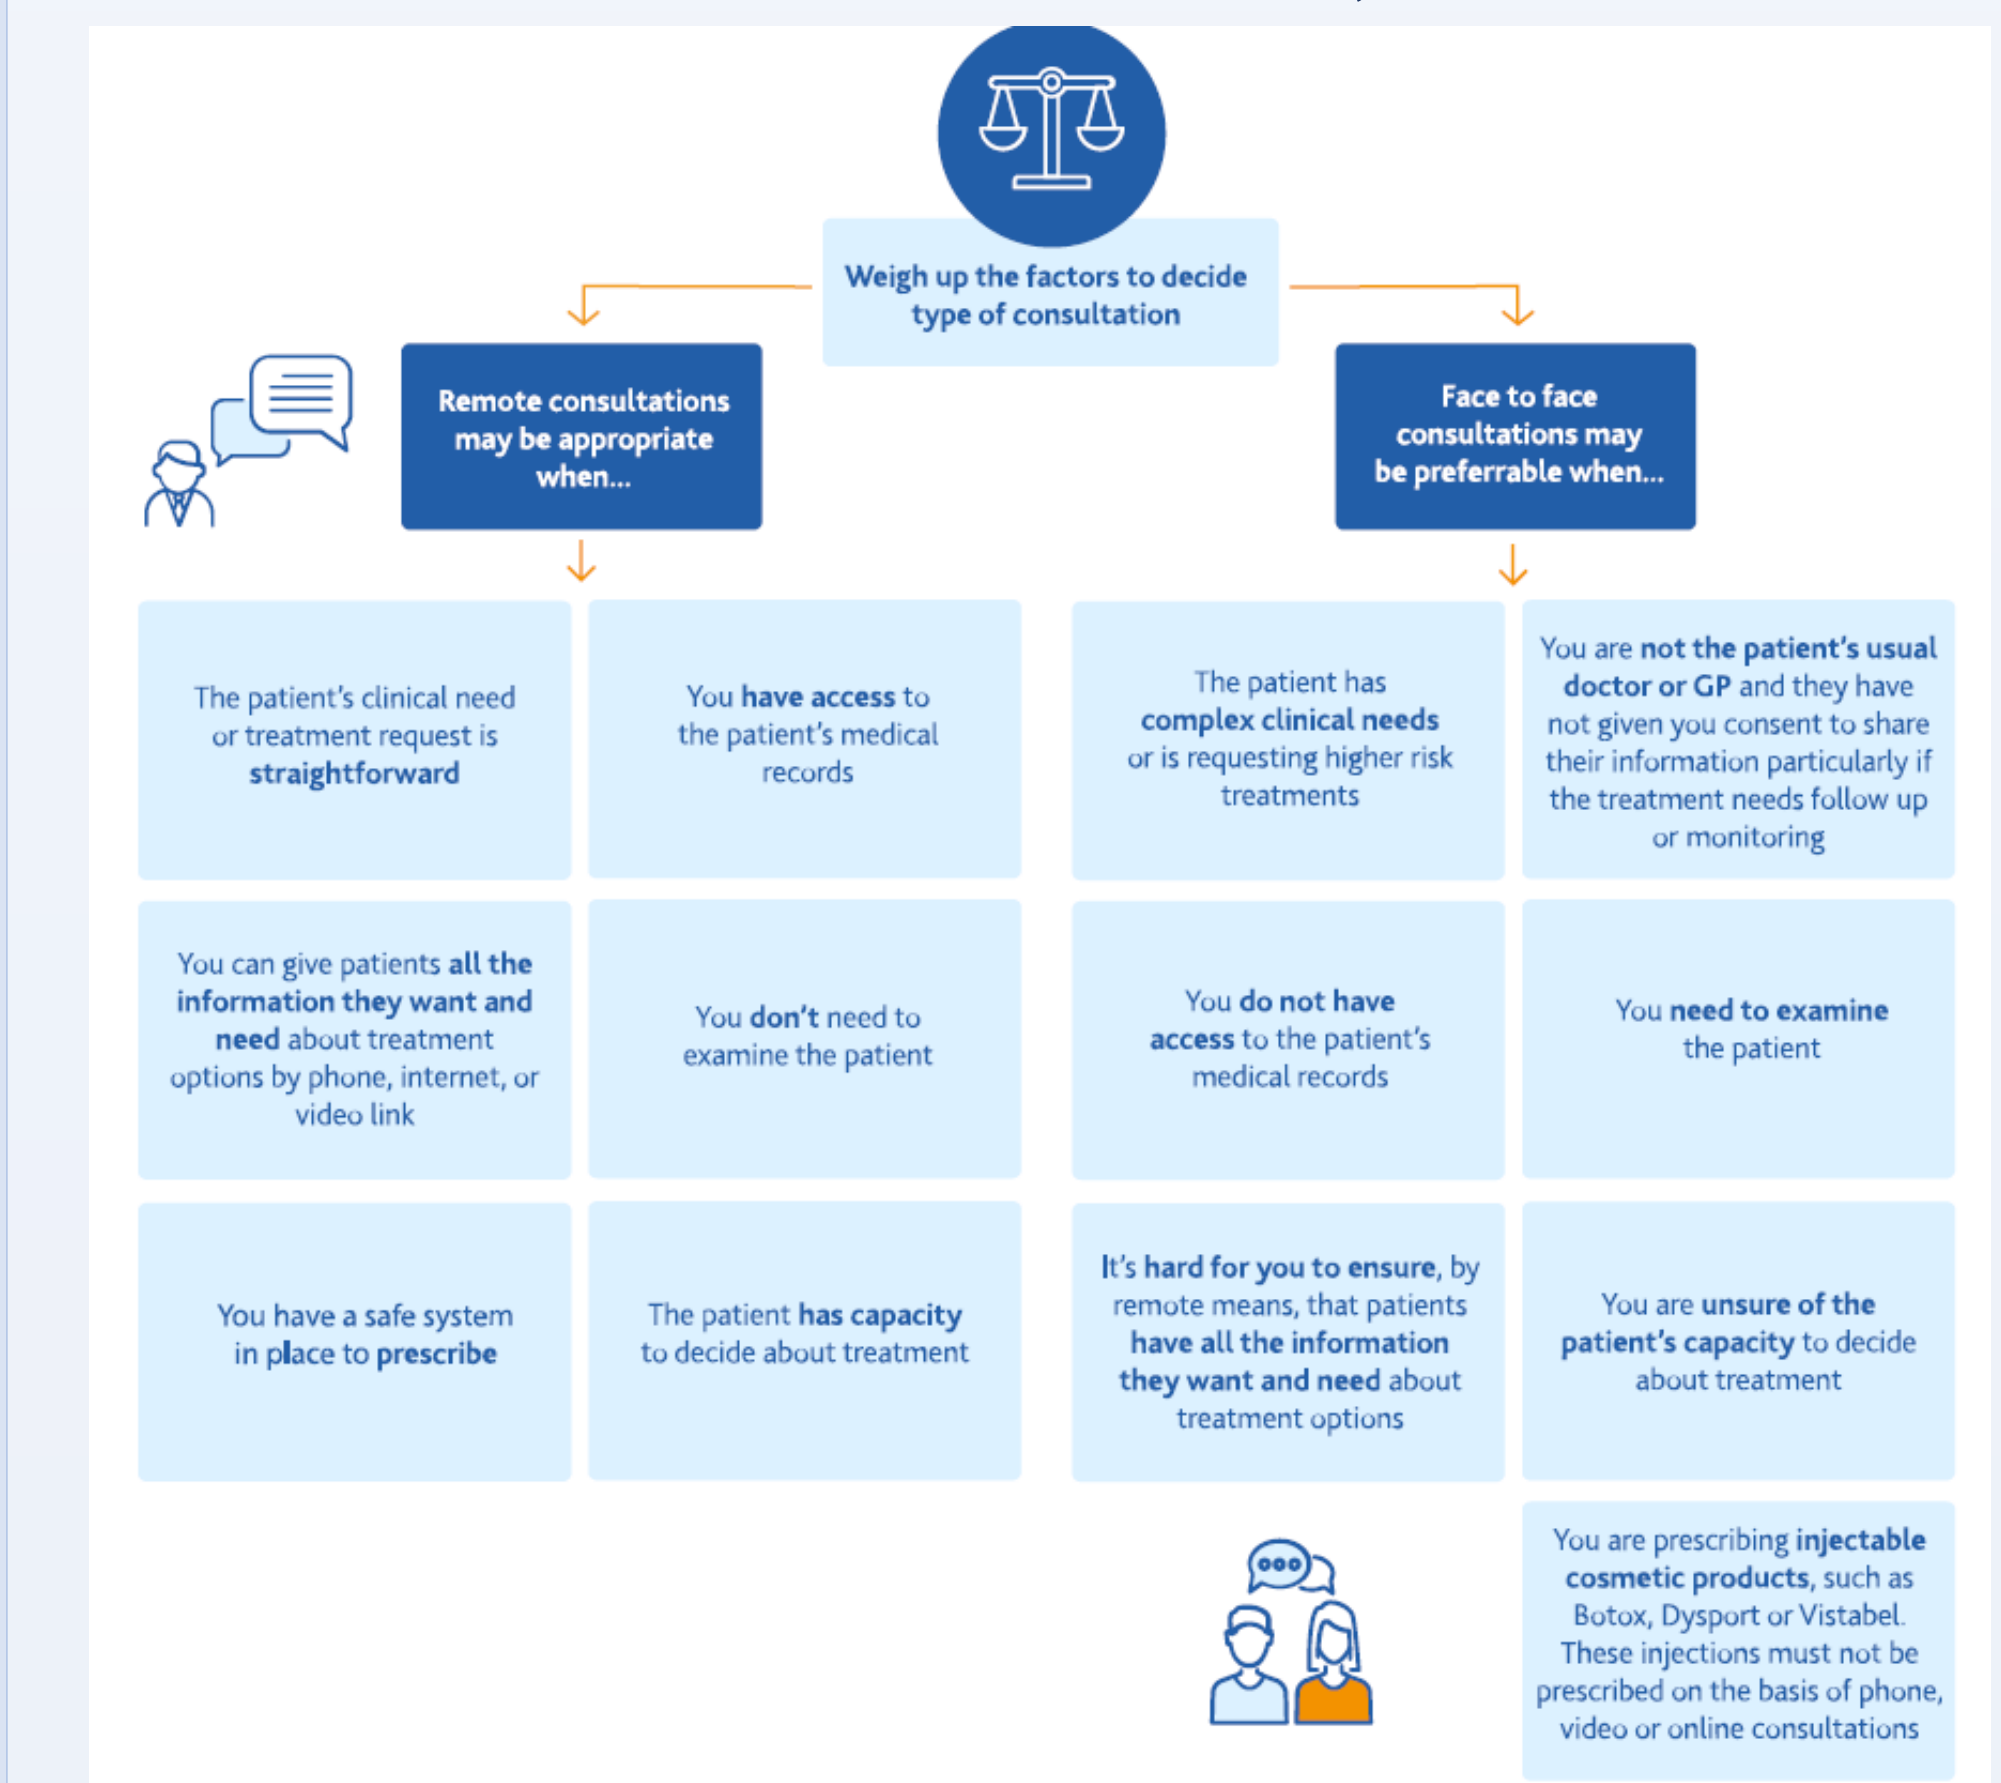 Weigh up the factors to decide
type of consultation
Remote consultations
may be appropriate
when...
Face to face
consultations may
be preferrable when...
The patient's clinical need
or treatment request is
straightforward
You have access to
the patient's medical
records
The patient has
complex clinical needs
or is requesting higher risk
treatments
You are not the patient's usual
doctor or GP and they have
not given you consent to share
their information particularly if
the treatment needs follow up
or monitoring
You can give patients all the
information they want and
need about treatment
options by phone, internet, or
video link
You don't need to
examine the patient
You do not have
access to the patient's
medical records
You need to examine
the patient
You have a safe system
in place to prescribe
The patient has capacity
to decide about treatment
It's hard for you to ensure, by
remote means, that patients
have all the information
they want and need about
treatment options
You are unsure of the
patient's capacity to decide
about treatment
You are prescribing injectable
cosmetic products, such as
Botox, Dysport or Vistabel.
These injections must not be
prescribed on the basis of phone,
video or online consultations